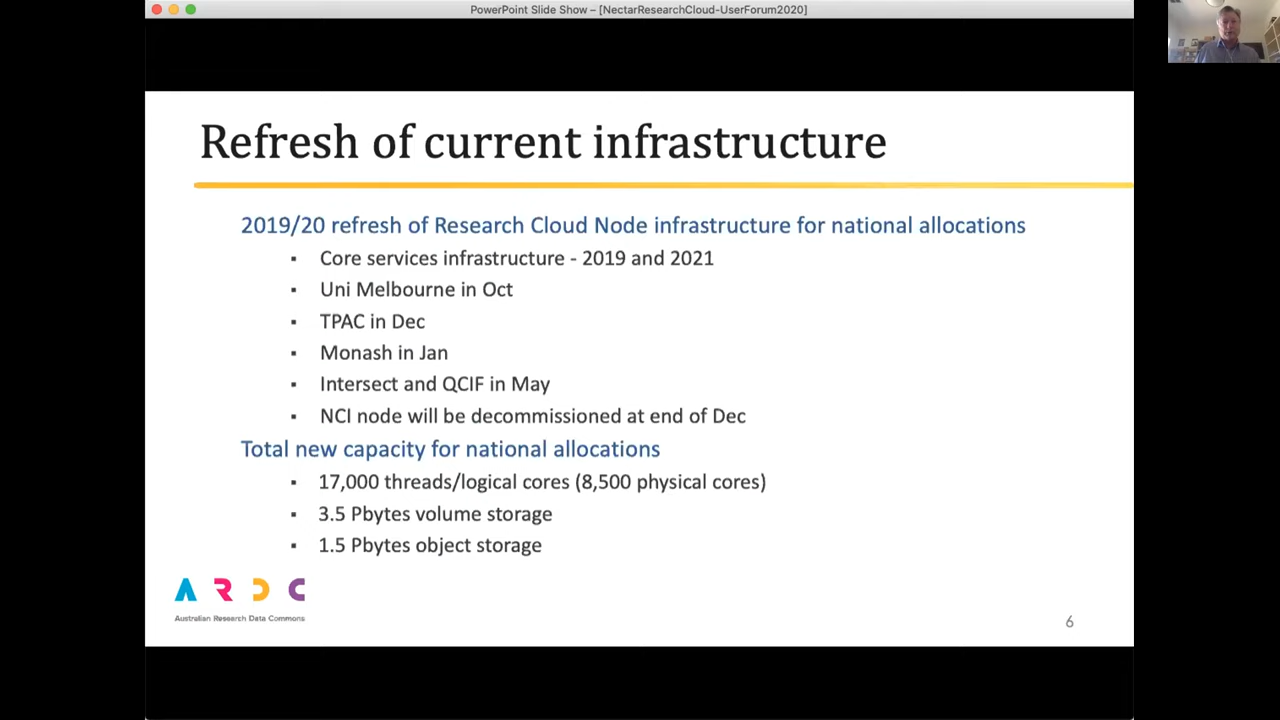 PowerPoint Slide Show – [NectarResearchCloud-UserForum2020]
Refresh of current infrastructure
2019/20 refresh of Research Cloud Node infrastructure for national allocations
▪ Core services infrastructure - 2019 and 2021
▪ Uni Melbourne in Oct
▪ TPAC in Dec
▪ Monash in Jan
▪ Intersect and QCIF in May
▪ NCI node will be decommissioned at end of Dec
Total new capacity for national allocations
▪ 17,000 threads/logical cores (8,500 physical cores)
▪ 3.5 Pbytes volume storage
▪ 1.5 Pbytes object storage
ARDC
Australian Research Data Commons
6